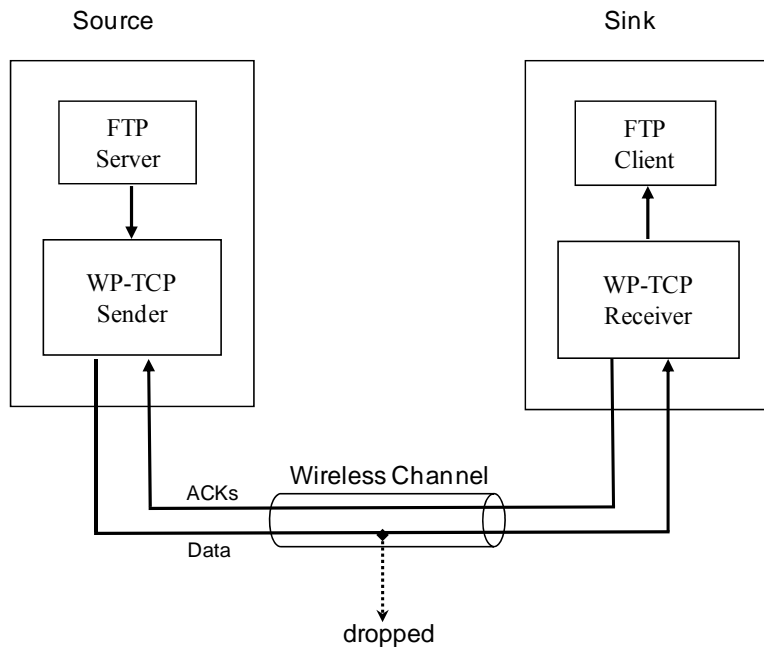 Source
Sink
FTP
Server
FTP
Client
WP-TCP
Sender
WP-TCP
Receiver
Wireless Channel
ACKs
Data
dropped